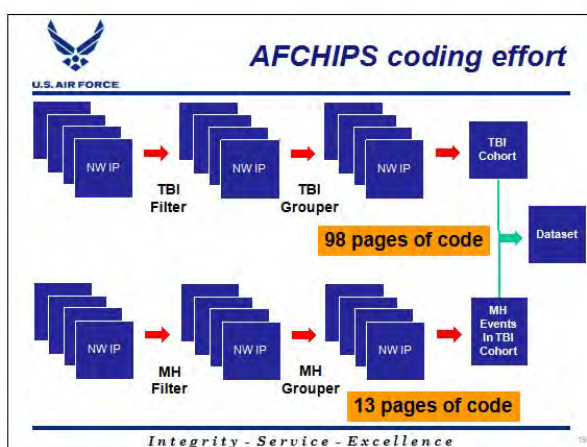 AFCHIPS coding effort
U.S. AIR FORCE
NW IP
NW IP
NW IP
TBI
Cohort
TBI
Filter
TBI
Grouper
98 pages of code
Dataset
NW IP
NW IP
NW IP
MH
Events
In TBI
Cohort
MH
Filter
MH
Grouper
13 pages of code
Integrity - Service - Excellence